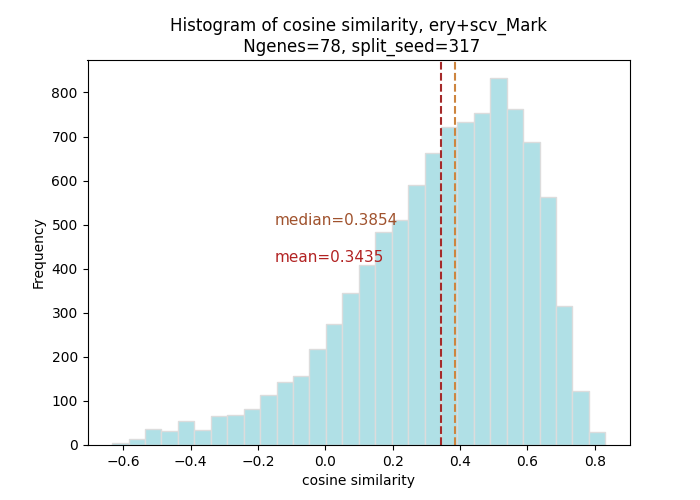 Histogram of cosine similarity, ery+scv_Mark
Ngenes=78, split_seed=317
800
700
600
500
400
300
200
100
0
Frequency
median=0.3854
mean=0.3435
−0.6
−0.4
−0.2
0.0
0.2
0.4
0.6
0.8
cosine similarity